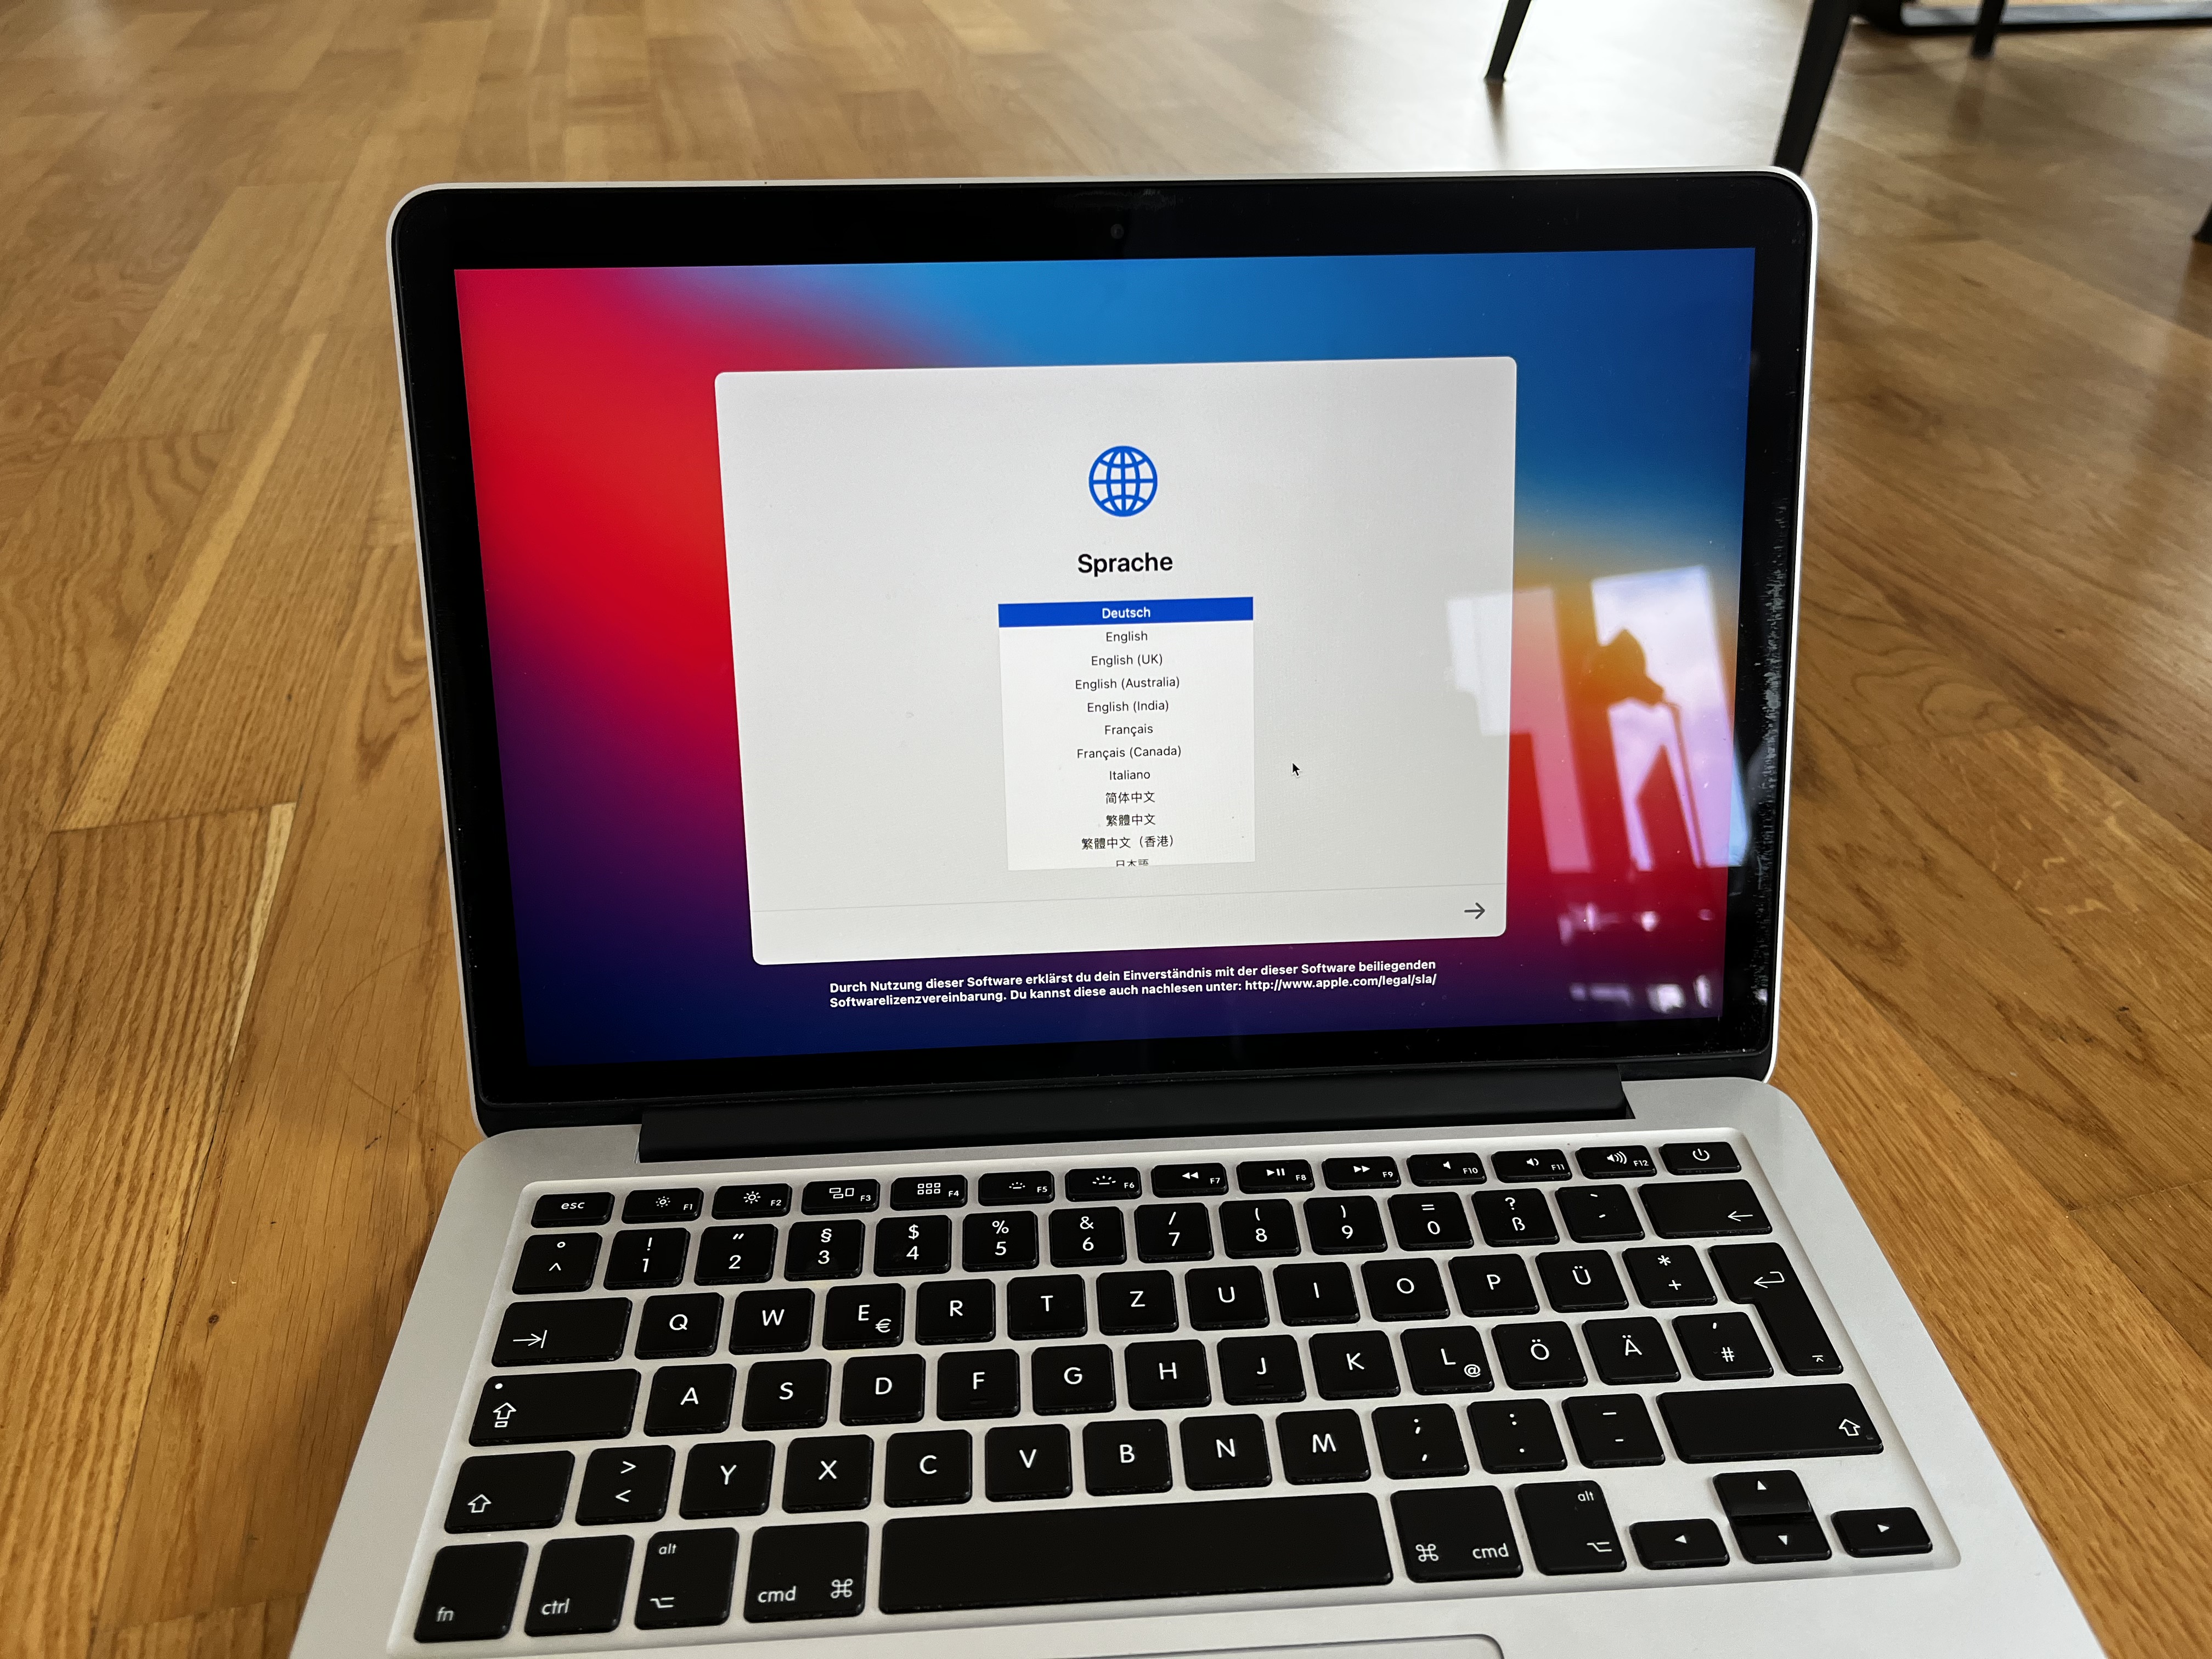 Sprache
Deutsch
English
English (UK)
English (Australia)
English (India)
Français
Français (Canada)
Italiano
简体中文
繁體中文
繁體中文（香港）
日本語
Durch Nutzung dieser Software erklärst du dein Einverständnis mit der dieser Software beiliegenden
Softwarelizenzvereinbarung. Du kannst diese auch nachlesen unter: http://www.apple.com/legal/sla/
esc F1 F2 F3 F4 F5 F6 F7 F8 F9 F10 F11 F12
° ! " § $ % & / ( ) = ? `
^ 1 2 3 4 5 6 7 8 9 0 ß ´
Q W E € R T Z U I O P Ü * +
A S D F G H J K L @ Ö Ä ' #
> < Y X C V B N M ; , : . _ -
fn ctrl alt cmd ⌘ ⌘ cmd alt